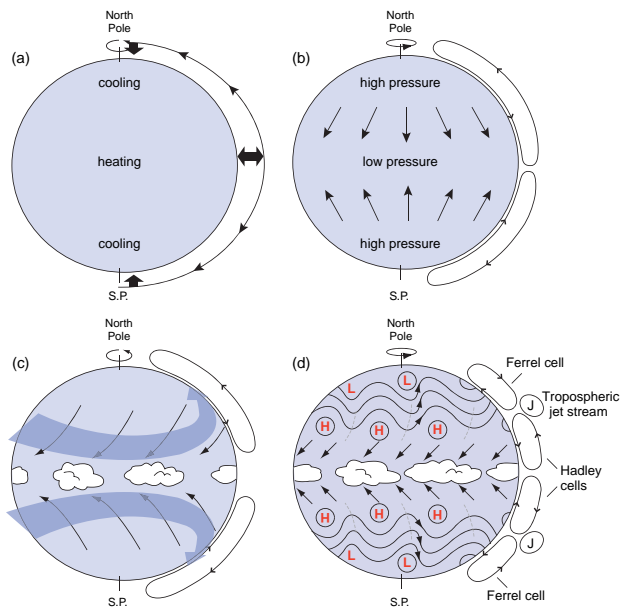 North
Pole
(a)
cooling
heating
cooling
S.P.
North
Pole
(b)
high pressure
low pressure
high pressure
S.P.
North
Pole
(c)
S.P.
North
Pole
(d)
Ferrel cell
L
L
J
Tropospheric
jet stream
H
H
H
Hadley
cells
H
H
H
J
L
L
Ferrel cell
S.P.